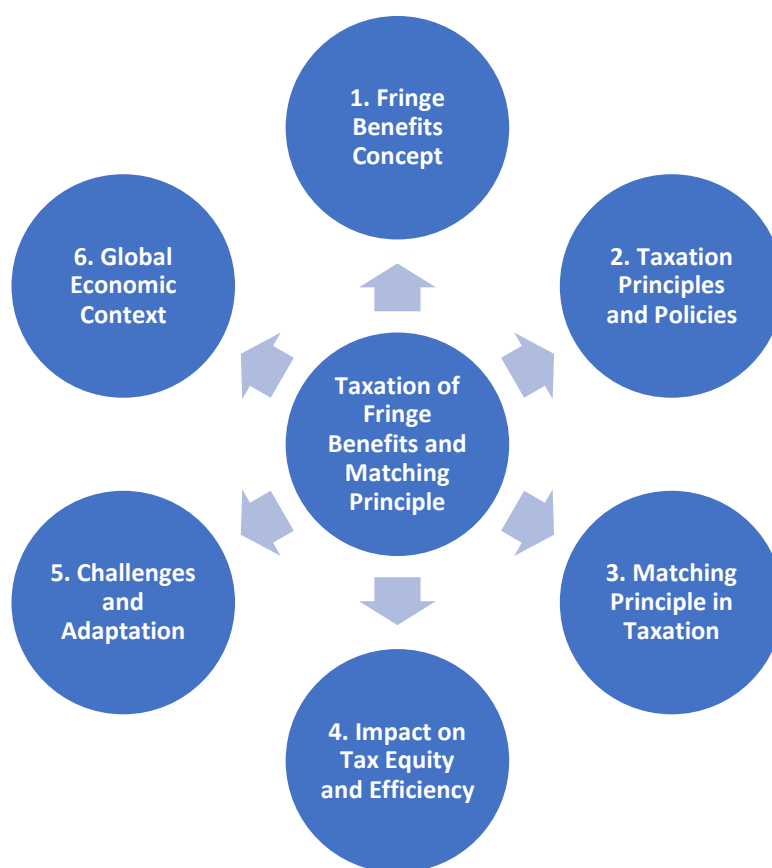 1. Fringe
Benefits
Concept
2. Taxation
Principles
and Policies
3. Matching
Principle in
Taxation
4. Impact on
Tax Equity
and Efficiency
5. Challenges
and
Adaptation
6. Global
Economic
Context
Taxation of
Fringe
Benefits and
Matching
Principle